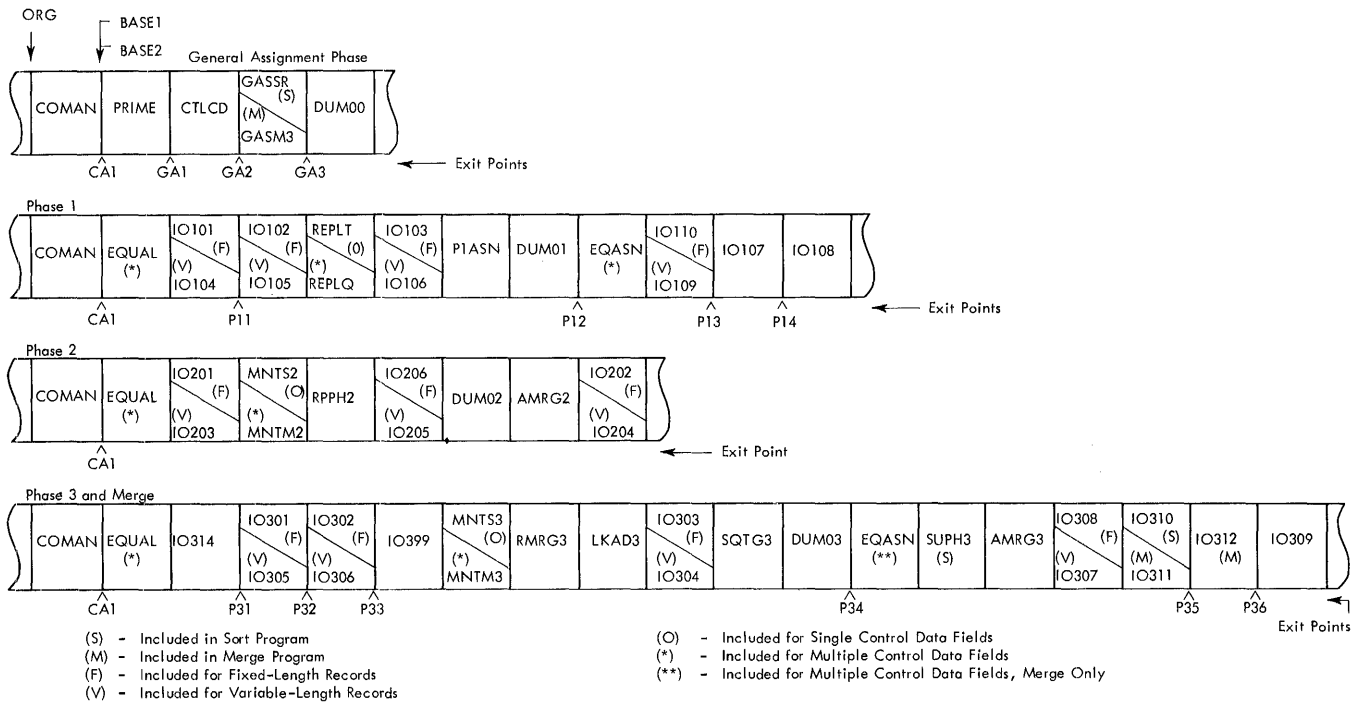 ORG
BASE1
BASE2
General Assignment Phase
COMAN PRIME CTLCD GASSR (S) (M) GASM3 DUM00
CA1 GA1 GA2 GA3
Exit Points
Phase 1
COMAN EQUAL (*) IO101 (F) (V) IO104 IO102 (F) (V) IO105 REPLT (0) (*) REPLQ IO103 (F) (V) IO106 P1ASN DUM01 EQASN (*) IO110 (F) (V) IO109 IO107 IO108
CA1 P11 P12 P13 P14
Exit Points
Phase 2
COMAN EQUAL (*) IO201 (F) (V) IO203 MNTS2 (O) (*) MNTM2 RPPH2 IO206 (F) (V) IO205 DUM02 AMRG2 IO202 (F) (V) IO204
CA1
Exit Point
Phase 3 and Merge
COMAN EQUAL (*) IO314 IO301 (F) (V) IO305 IO302 (F) (V) IO306 IO399 MNTS3 (O) (*) MNTM3 RMRG3 LKAD3 IO303 (F) (V) IO304 SQTG3 DUM03 EQASN (**) SUPH3 (S) AMRG3 IO308 (F) (V) IO307 IO310 (S) (M) IO311 IO312 (M) IO309
CA1 P31 P32 P33 P34 P35 P36
Exit Points
(S) - Included in Sort Program
(M) - Included in Merge Program
(F) - Included for Fixed-Length Records
(V) - Included for Variable-Length Records
(O) - Included for Single Control Data Fields
(*) - Included for Multiple Control Data Fields
(**) - Included for Multiple Control Data Fields, Merge Only